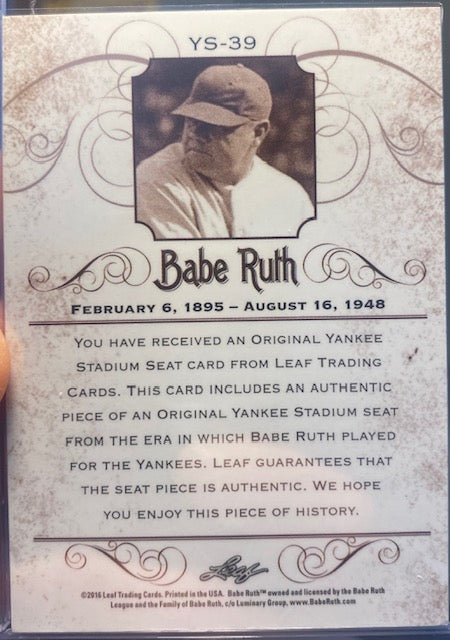 YS-39
Babe Ruth
February 6, 1895 – August 16, 1948
You have received an Original Yankee
Stadium Seat card from Leaf Trading
Cards. This card includes an authentic
piece of an Original Yankee Stadium seat
from the era in which Babe Ruth played
for the Yankees. Leaf guarantees that
the seat piece is authentic. We hope
you enjoy this piece of history.
Leaf
©2016 Leaf Trading Cards. Printed in the USA. Babe Ruth™ owned and licensed by the Babe Ruth
League and the Family of Babe Ruth, c/o Luminary Group, www.BabeRuth.com